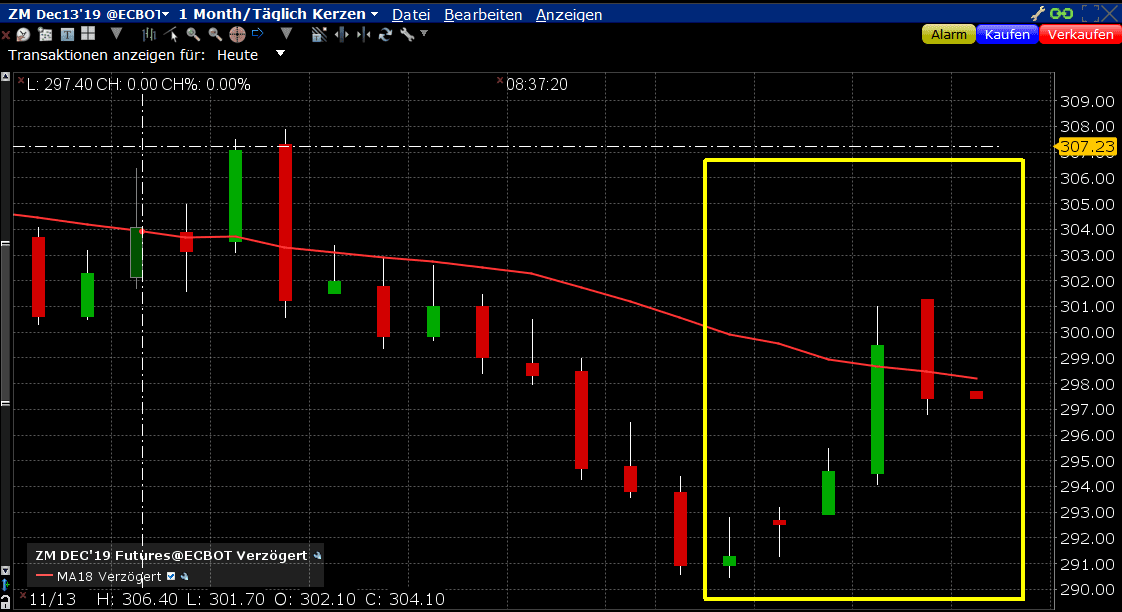 ZM Dec13'19 @ECBOT 1 Month/Täglich Kerzen Datei Bearbeiten Anzeigen
Alarm Kaufen Verkaufen
Transaktionen anzeigen für: Heute
L: 297.40 CH: 0.00 CH%: 0.00% 08:37:20
309.00
308.00
307.23
306.00
305.00
304.00
303.00
302.00
301.00
300.00
299.00
298.00
297.00
296.00
295.00
294.00
293.00
292.00
291.00
290.00
ZM DEC'19 Futures@ECBOT Verzögert
MA18 Verzögert
11/13 H: 306.40 L: 301.70 O: 302.10 C: 304.10